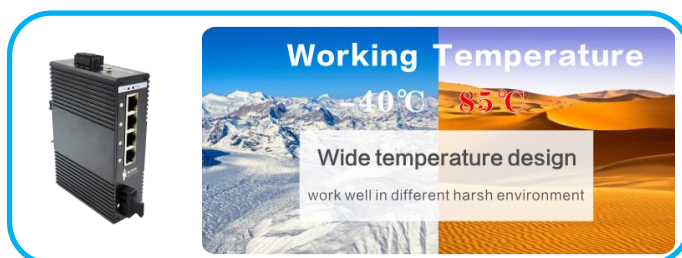 Working Temperature
-40℃ 85℃
Wide temperature design
work well in different harsh environment